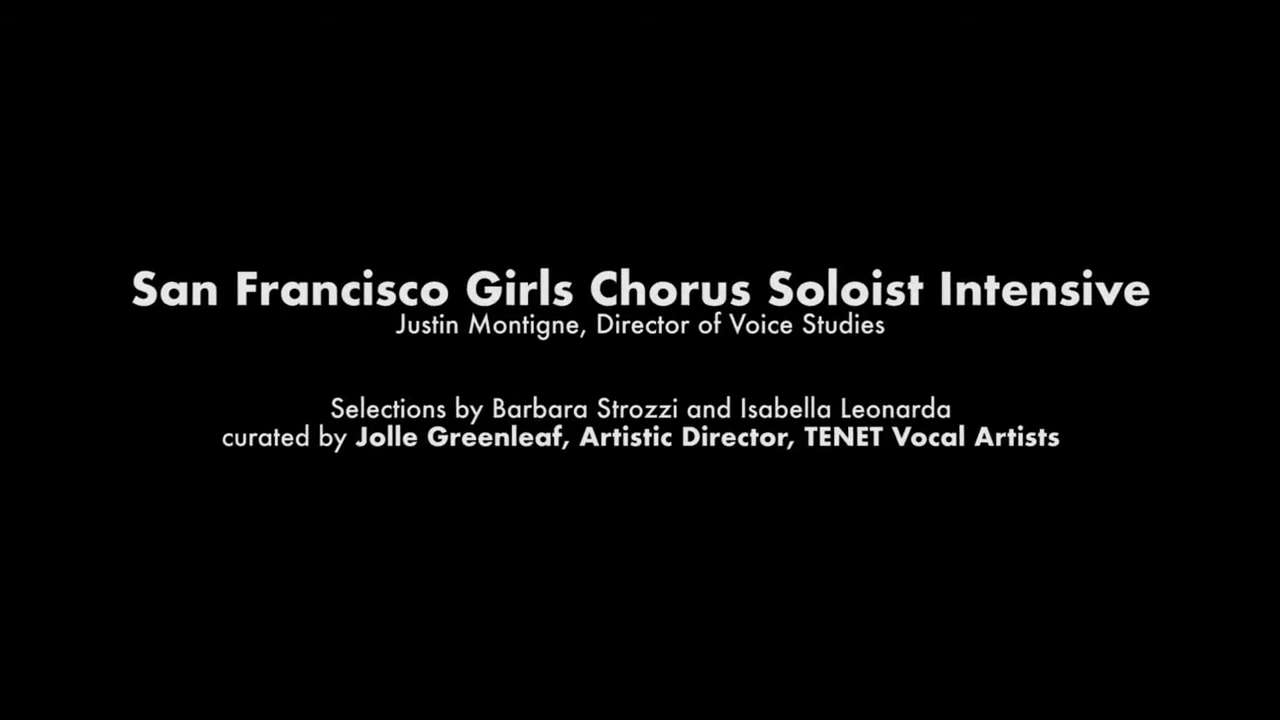 San Francisco Girls Chorus Soloist Intensive
Justin Montigne, Director of Voice Studies
Selections by Barbara Strozzi and Isabella Leonarda
curated by Jolle Greenleaf, Artistic Director, TENET Vocal Artists